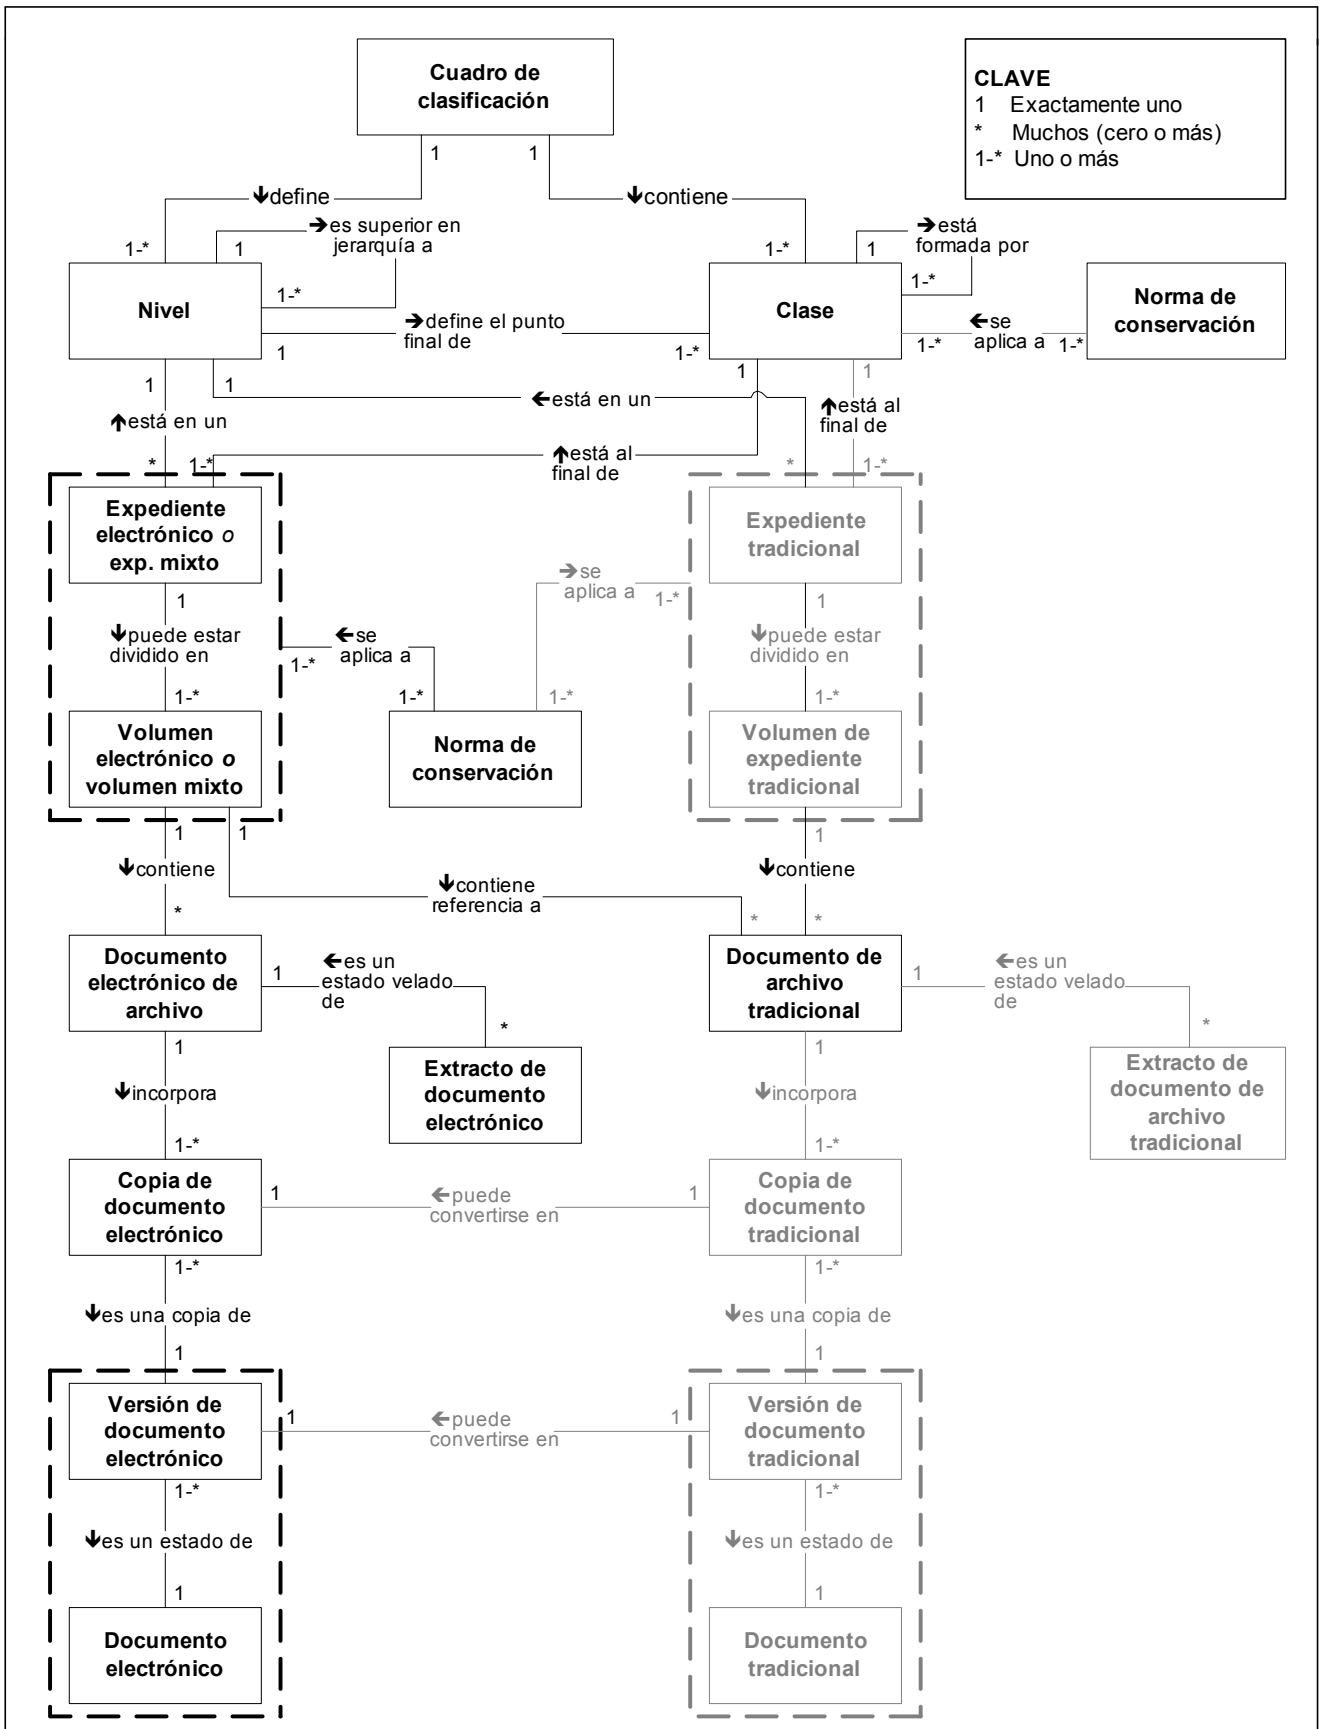 Cuadro de
clasificación
CLAVE
1 Exactamente uno
* Muchos (cero o más)
1-* Uno o más
1
1
🡫define
🡫contiene
1-*
1
🡪es superior en
jerarquía a
1-*
1
🡪está
formada por
1-*
1-*
Nivel
Clase
Norma de
conservación
1
🡪define el punto
final de
1-*
1-*
🡨se
aplica a
1-*
1
1
🡨está en un
1
1
🡩está en un
🡩está al
final de
🡩está al
final de
*
1-*
*
1-*
Expediente
electrónico o
exp. mixto
Expediente
tradicional
1
🡪se
aplica a
1-*
1
🡫puede estar
dividido en
🡨se
aplica a
1-*
🡫puede estar
dividido en
1-*
1-*
1-*
1-*
Volumen
electrónico o
volumen mixto
Norma de
conservación
Volumen de
expediente
tradicional
1
1
1
🡫contiene
🡫contiene
referencia a
🡫contiene
*
*
*
Documento
electrónico de
archivo
1
🡨es un
estado velado
de
*
Documento de
archivo
tradicional
1
🡨es un
estado velado
de
*
1
Extracto de
documento
electrónico
1
Extracto de
documento de
archivo
tradicional
🡫incorpora
🡫incorpora
1-*
1-*
Copia de
documento
electrónico
1
🡨puede
convertirse en
1
Copia de
documento
tradicional
1-*
1-*
🡫es una copia de
🡫es una copia de
1
1
Versión de
documento
electrónico
1
🡨puede
convertirse en
1
Versión de
documento
tradicional
1-*
1-*
🡫es un estado de
🡫es un estado de
1
1
Documento
electrónico
Documento
tradicional